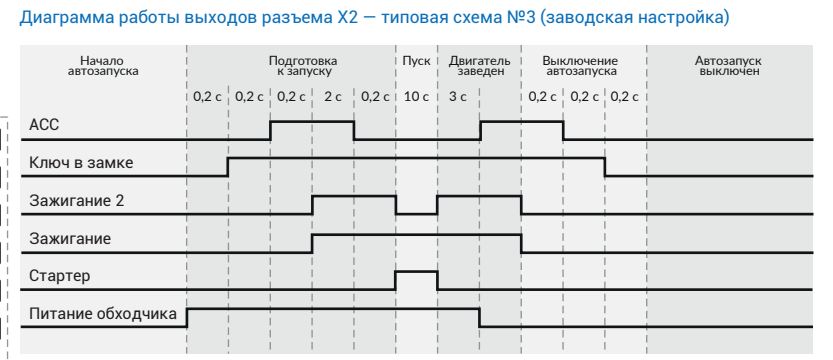 Диаграмма работы выходов разъема X2 — типовая схема №3 (заводская настройка)
Начало
автозапуска
Подготовка
к запуску
Пуск
Двигатель
заведен
Выключение
автозапуска
Автозапуск
выключен
0,2 с 0,2 с 0,2 с 2 с 0,2 с 10 с 3 с 0,2 с 0,2 с 0,2 с
ACC
Ключ в замке
Зажигание 2
Зажигание
Стартер
Питание обходчика